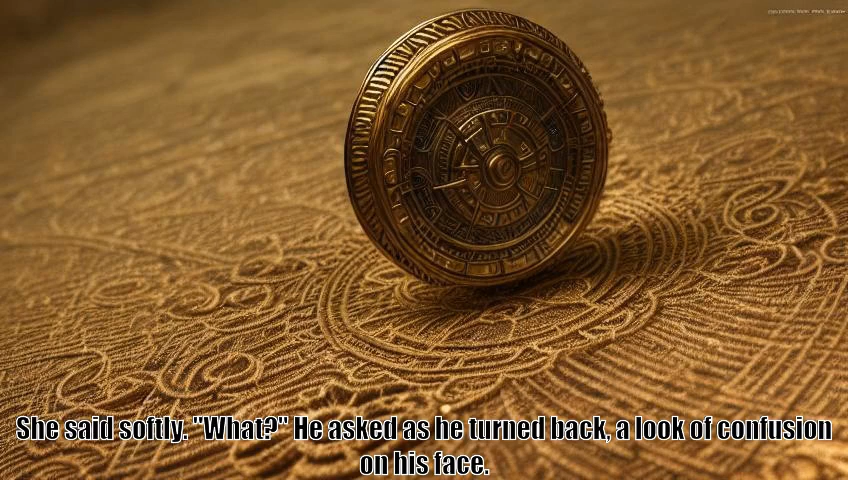 She said softly. "What?" He asked as he turned back, a look of confusion
on his face.